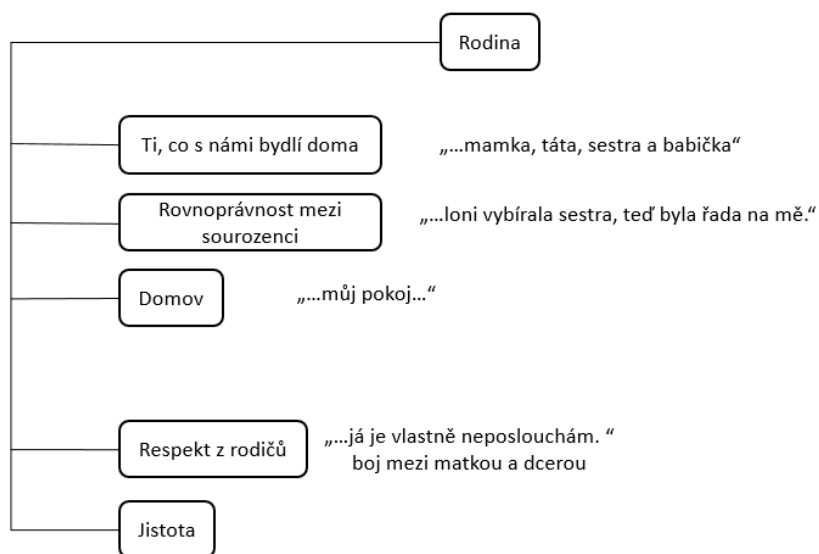 Rodina
Ti, co s námi bydlí doma
„…mamka, táta, sestra a babička“
Rovnoprávnost mezi
sourozenci
„…loni vybírala sestra, teď byla řada na mě.“
Domov
„…můj pokoj…“
Respekt z rodičů
„…já je vlastně neposlouchám. “
boj mezi matkou a dcerou
Jistota